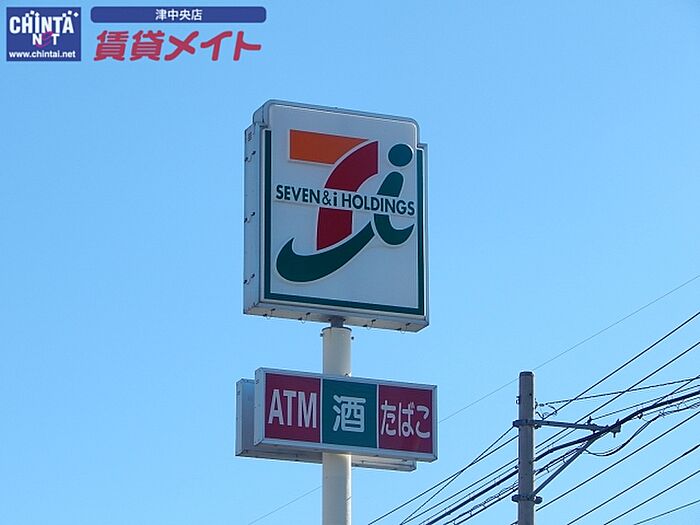 CHINTAI
NET
www.chintai.net
津中央店
賃貸メイト
SEVEN&i HOLDINGS
ATM 酒 たばこ